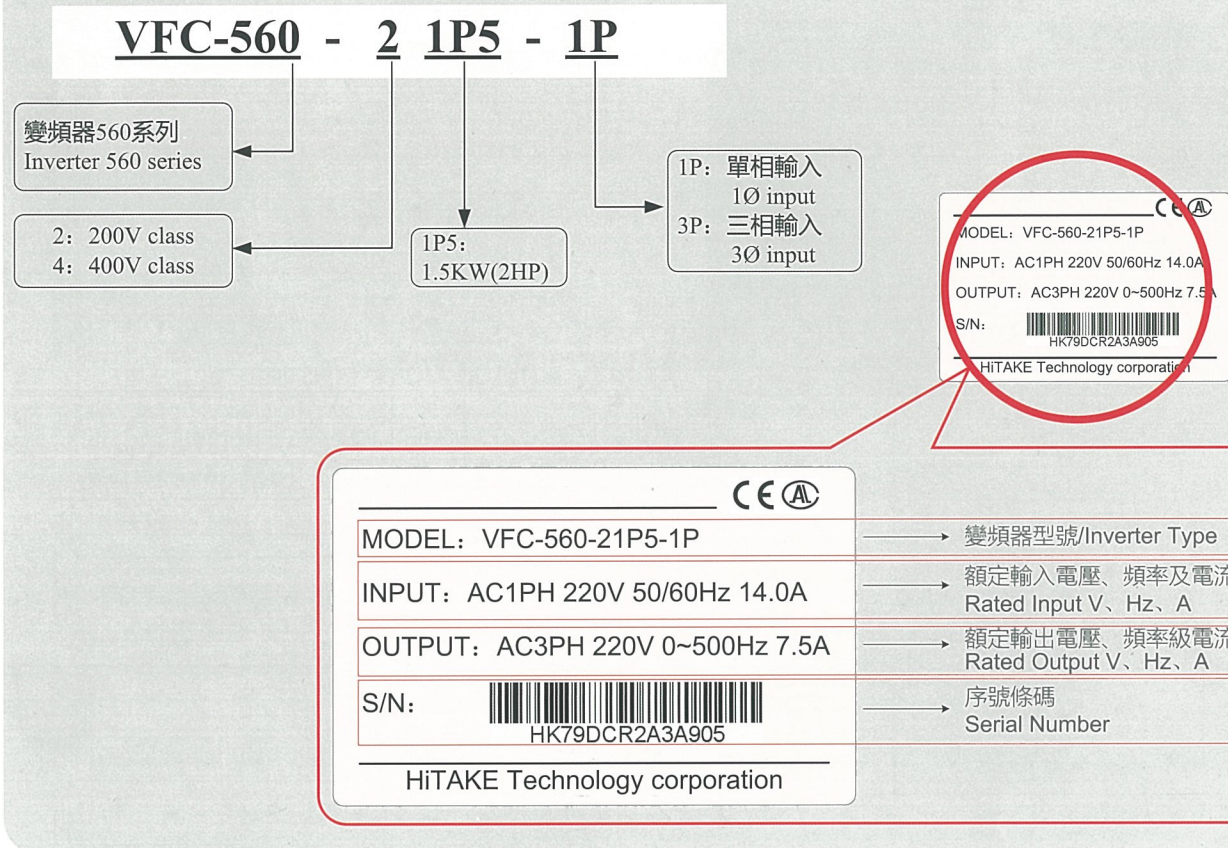 VFC-560 - 2 1P5 - 1P
變頻器560系列
Inverter 560 series
2: 200V class
4: 400V class
1P5:
1.5KW(2HP)
1P: 單相輸入
1Ø input
3P: 三相輸入
3Ø input
CE
MODEL: VFC-560-21P5-1P
INPUT: AC1PH 220V 50/60Hz 14.0A
OUTPUT: AC3PH 220V 0~500Hz 7.5A
S/N:
HK79DCR2A3A905
HiTAKE Technology corporation
CE
MODEL: VFC-560-21P5-1P
變頻器型號/Inverter Type
INPUT: AC1PH 220V 50/60Hz 14.0A
額定輸入電壓、頻率及電流
Rated Input V、Hz、A
OUTPUT: AC3PH 220V 0~500Hz 7.5A
額定輸出電壓、頻率級電流
Rated Output V、Hz、A
S/N:
HK79DCR2A3A905
序號條碼
Serial Number
HiTAKE Technology corporation